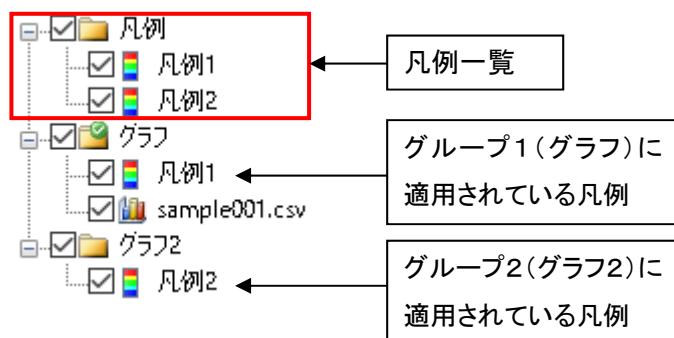 凡例
凡例1
凡例2
グラフ
凡例1
sample001.csv
グラフ2
凡例2
凡例一覧
グループ１（グラフ）に
適用されている凡例
グループ２（グラフ２）に
適用されている凡例